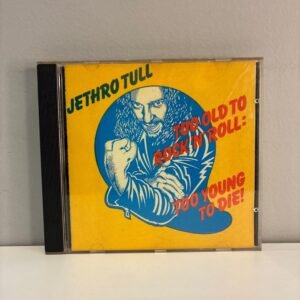 JETHRO TULL
TOO OLD TO
ROCK'N'ROLL:
TOO YOUNG
TO DIE!